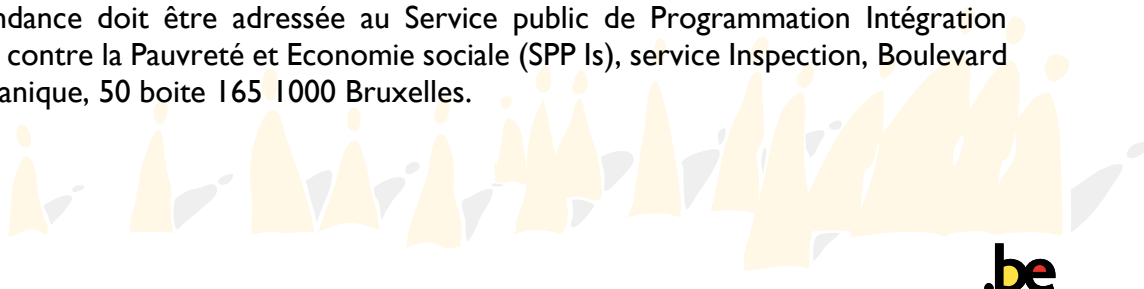 ndance doit être adressée au Service public de Programmation Intégration
contre la Pauvreté et Economie sociale (SPP Is), service Inspection, Boulevard
anique, 50 boite 165 1000 Bruxelles.
.be